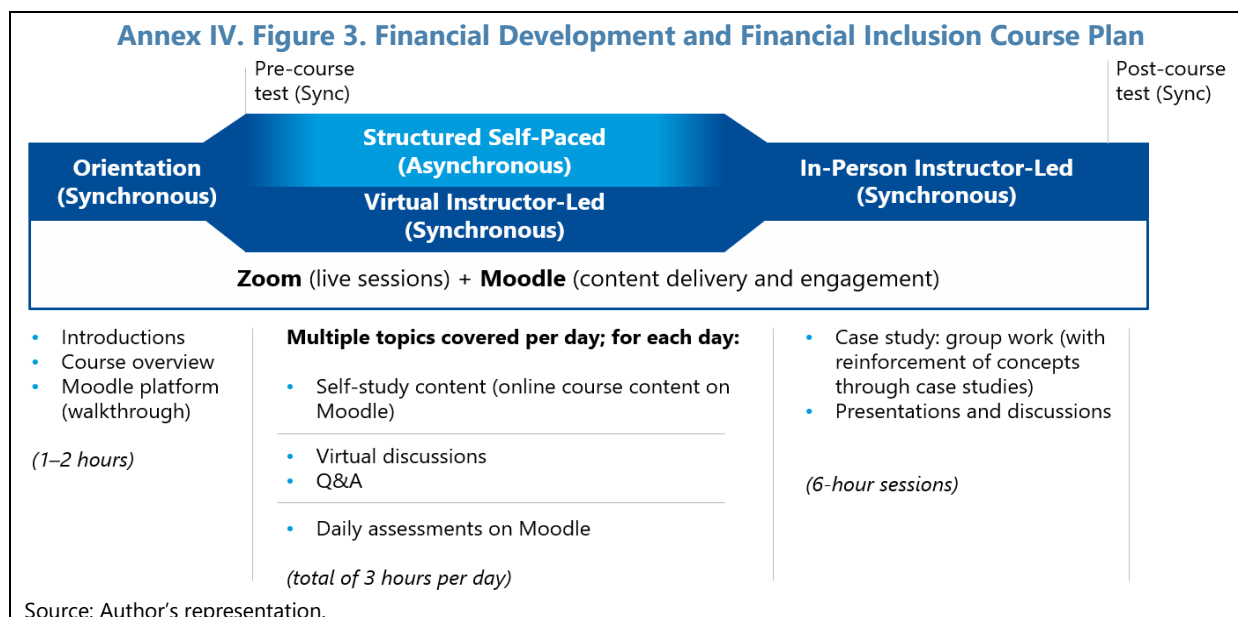 Annex IV. Figure 3. Financial Development and Financial Inclusion Course Plan
Pre-course
test (Sync)
Post-course
test (Sync)
Orientation
(Synchronous)
Structured Self-Paced
(Asynchronous)
Virtual Instructor-Led
(Synchronous)
In-Person Instructor-Led
(Synchronous)
Zoom (live sessions) + Moodle (content delivery and engagement)
• Introductions
• Course overview
• Moodle platform
(walkthrough)
(1–2 hours)
Multiple topics covered per day; for each day:
• Self-study content (online course content on
Moodle)
• Virtual discussions
• Q&A
• Daily assessments on Moodle
(total of 3 hours per day)
• Case study: group work (with
reinforcement of concepts
through case studies)
• Presentations and discussions
(6-hour sessions)
Source: Author's representation.